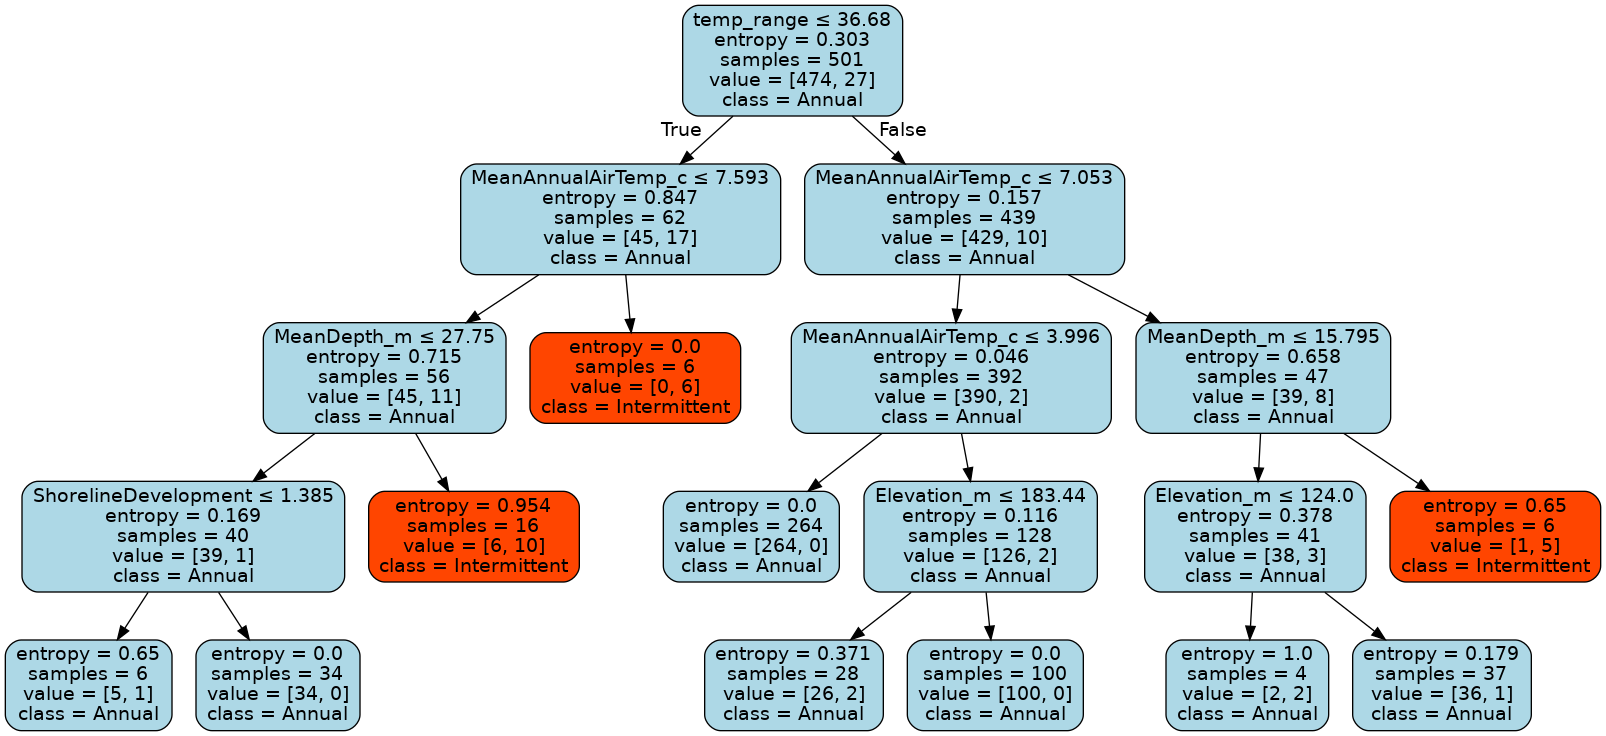 temp_range ≤ 36.68
entropy = 0.303
samples = 501
value = [474, 27]
class = Annual
True
False
MeanAnnualAirTemp_c ≤ 7.593
entropy = 0.847
samples = 62
value = [45, 17]
class = Annual
MeanAnnualAirTemp_c ≤ 7.053
entropy = 0.157
samples = 439
value = [429, 10]
class = Annual
MeanDepth_m ≤ 27.75
entropy = 0.715
samples = 56
value = [45, 11]
class = Annual
entropy = 0.0
samples = 6
value = [0, 6]
class = Intermittent
MeanAnnualAirTemp_c ≤ 3.996
entropy = 0.046
samples = 392
value = [390, 2]
class = Annual
MeanDepth_m ≤ 15.795
entropy = 0.658
samples = 47
value = [39, 8]
class = Annual
ShorelineDevelopment ≤ 1.385
entropy = 0.169
samples = 40
value = [39, 1]
class = Annual
entropy = 0.954
samples = 16
value = [6, 10]
class = Intermittent
entropy = 0.0
samples = 264
value = [264, 0]
class = Annual
Elevation_m ≤ 183.44
entropy = 0.116
samples = 128
value = [126, 2]
class = Annual
Elevation_m ≤ 124.0
entropy = 0.378
samples = 41
value = [38, 3]
class = Annual
entropy = 0.65
samples = 6
value = [1, 5]
class = Intermittent
entropy = 0.65
samples = 6
value = [5, 1]
class = Annual
entropy = 0.0
samples = 34
value = [34, 0]
class = Annual
entropy = 0.371
samples = 28
value = [26, 2]
class = Annual
entropy = 0.0
samples = 100
value = [100, 0]
class = Annual
entropy = 1.0
samples = 4
value = [2, 2]
class = Annual
entropy = 0.179
samples = 37
value = [36, 1]
class = Annual